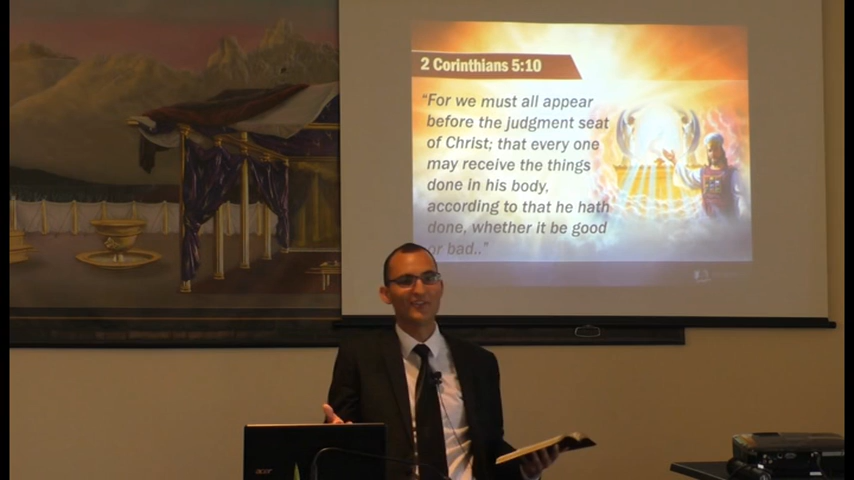 2 Corinthians 5:10
“For we must all appear
before the judgment seat
of Christ; that every one
may receive the things
done in his body,
according to that he hath
done, whether it be good
or bad..”
acer